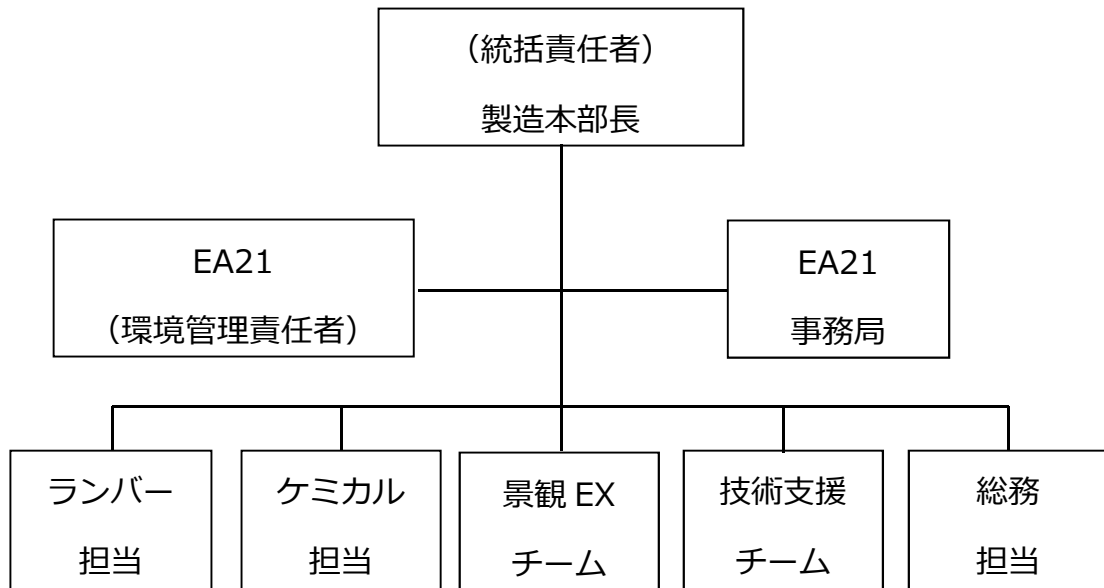 （統括責任者）
製造本部長
EA21
（環境管理責任者）
EA21
事務局
ランバー
担当
ケミカル
担当
景観 EX
チーム
技術支援
チーム
総務
担当